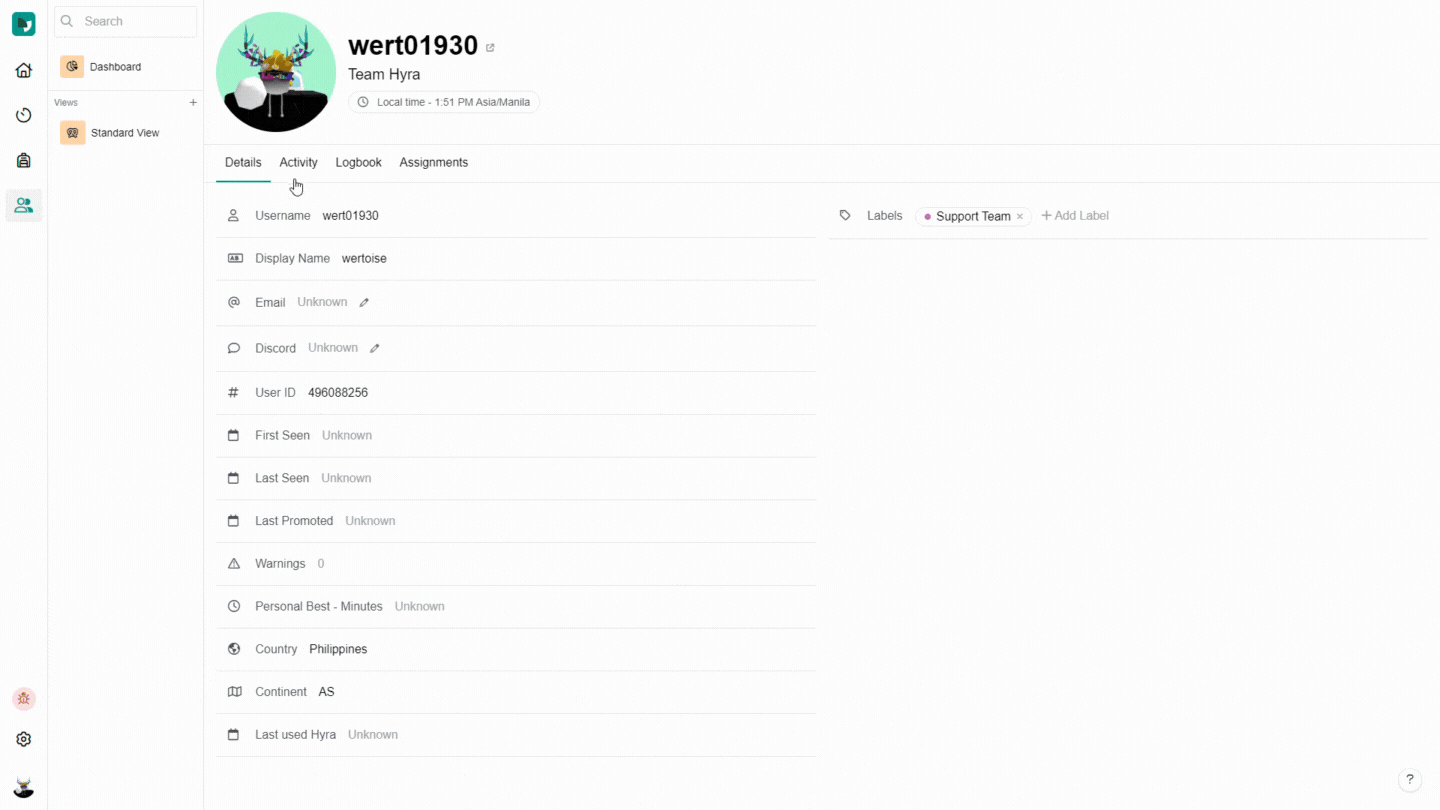 Search
Dashboard
Views +
Standard View
wert01930
Team Hyra
Local time - 1:51 PM Asia/Manila
Details Activity Logbook Assignments
Username wert01930
Display Name wertoise
Email Unknown
Discord Unknown
User ID 496088256
First Seen Unknown
Last Seen Unknown
Last Promoted Unknown
Warnings 0
Personal Best - Minutes Unknown
Country Philippines
Continent AS
Last used Hyra Unknown
Labels Support Team × + Add Label
?